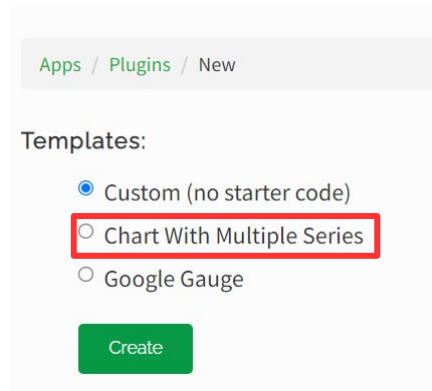 Apps / Plugins / New
Templates:
Custom (no starter code)
Chart With Multiple Series
Google Gauge
Create